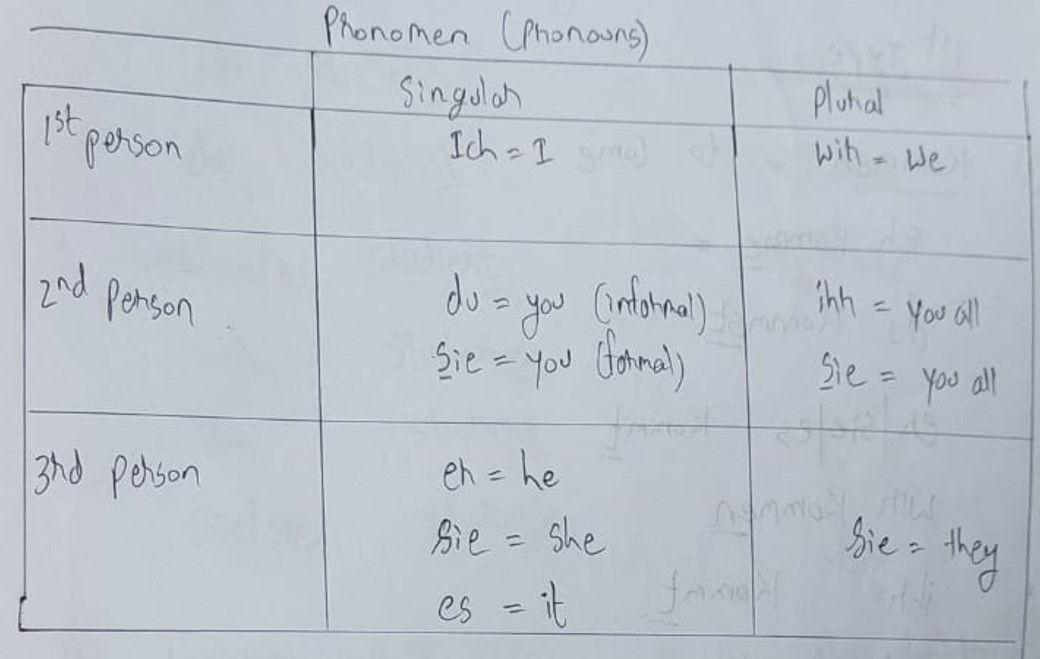 Pronomen (Pronouns)
Singular Plural
1st person Ich = I wir = We
2nd Person du = you (informal) ihr = you all
Sie = you (formal) Sie = you all
3rd person er = he
Sie = She Sie = they
es = it